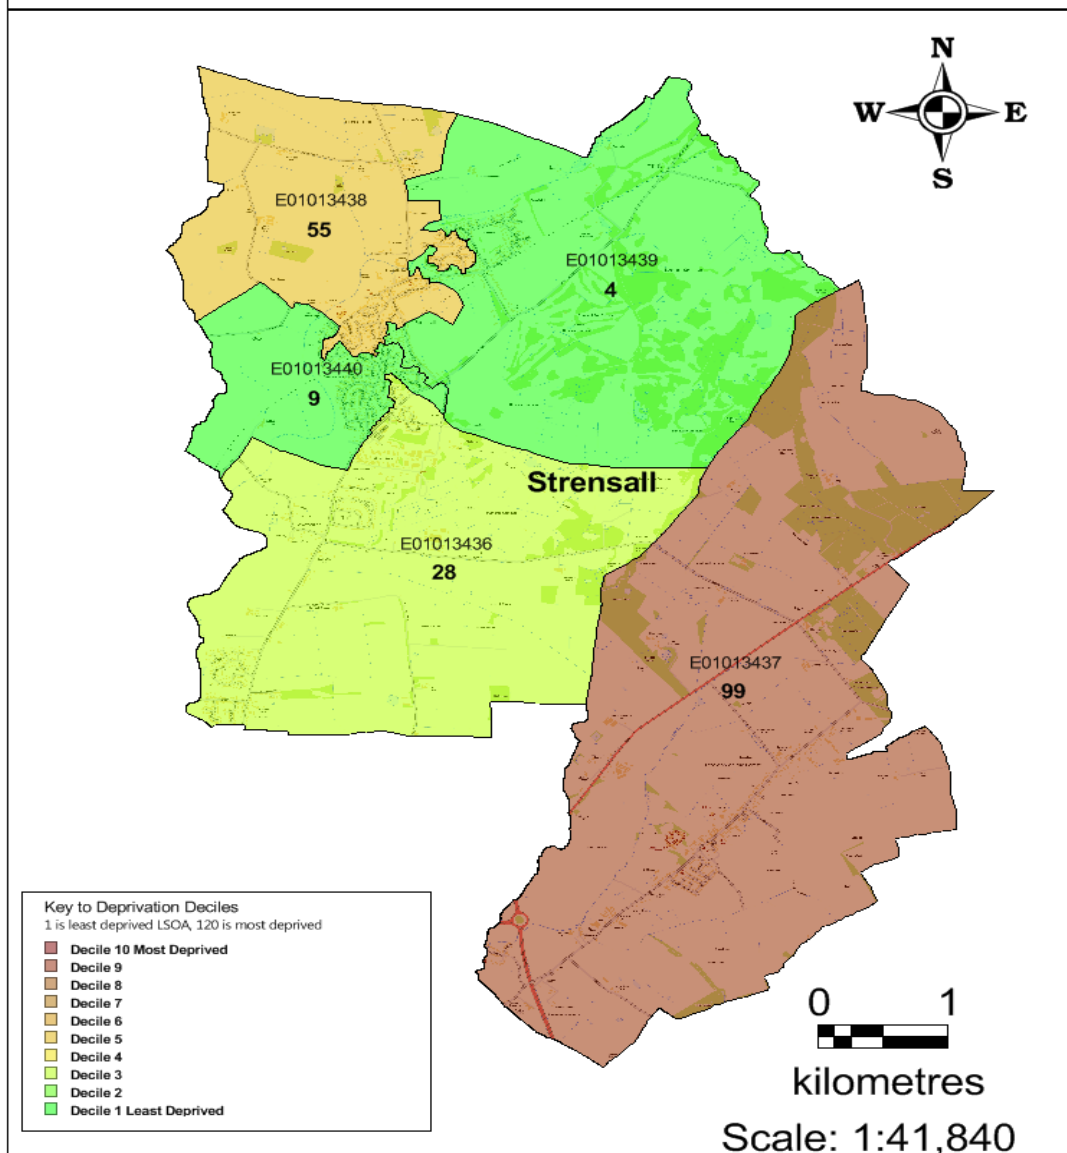 N
W E
S
E01013438
55
E01013439
4
E01013440
9
Strensall
E01013436
28
E01013437
99
Key to Deprivation Deciles
1 is least deprived LSOA, 120 is most deprived
Decile 10 Most Deprived
Decile 9
Decile 8
Decile 7
Decile 6
Decile 5
Decile 4
Decile 3
Decile 2
Decile 1 Least Deprived
0 1
kilometres
Scale: 1:41,840